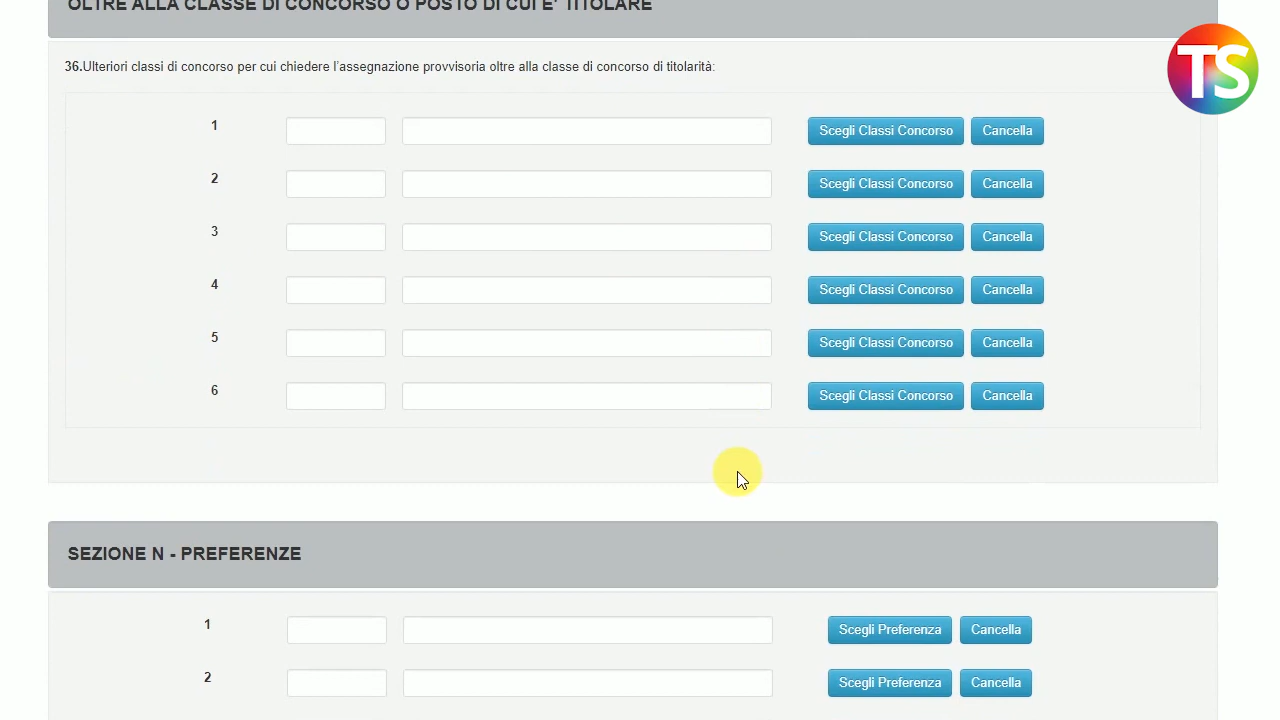 OLTRE ALLA CLASSE DI CONCORSO O POSTO DI CUI E' TITOLARE
TS
36.Ulteriori classi di concorso per cui chiedere l'assegnazione provvisoria oltre alla classe di concorso di titolarità:
1 Scegli Classi Concorso Cancella
2 Scegli Classi Concorso Cancella
3 Scegli Classi Concorso Cancella
4 Scegli Classi Concorso Cancella
5 Scegli Classi Concorso Cancella
6 Scegli Classi Concorso Cancella
SEZIONE N - PREFERENZE
1 Scegli Preferenza Cancella
2 Scegli Preferenza Cancella